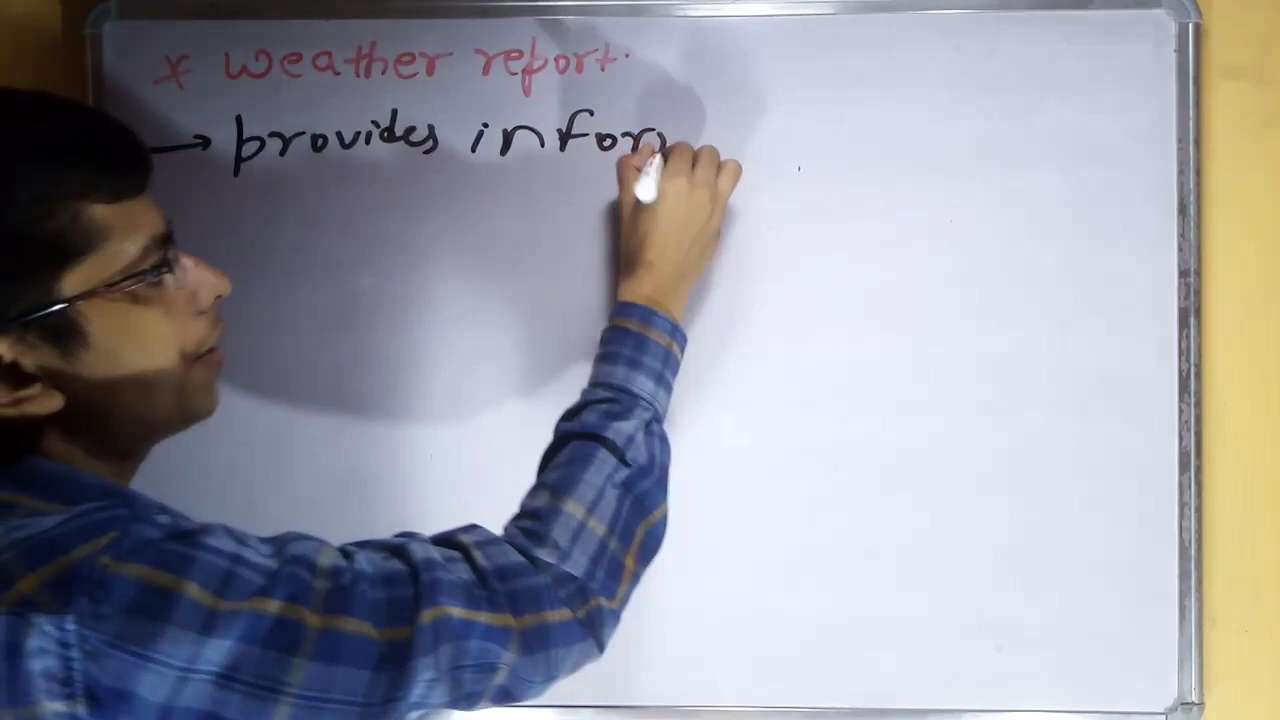 * Weather report.
→ provides infor